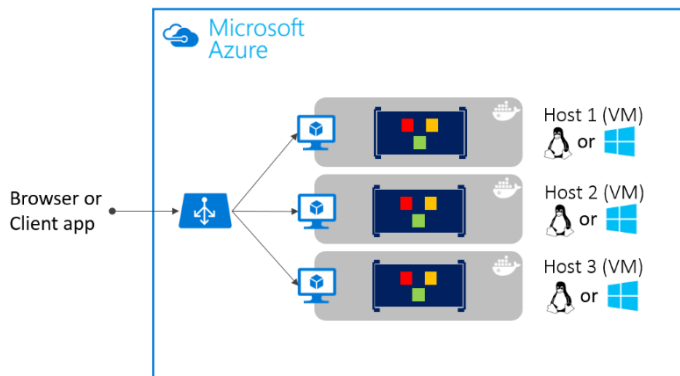 Microsoft
Azure
Host 1 (VM)
or
Browser or
Client app
Host 2 (VM)
or
Host 3 (VM)
or